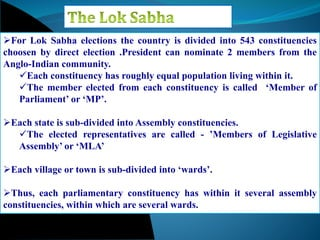 The Lok Sabha
➢For Lok Sabha elections the country is divided into 543 constituencies
choosen by direct election .President can nominate 2 members from the
Anglo-Indian community.
✓Each constituency has roughly equal population living within it.
✓The member elected from each constituency is called ‘Member of
Parliament’ or ‘MP’.
➢Each state is sub-divided into Assembly constituencies.
✓The elected representatives are called - ’Members of Legislative
Assembly’ or ‘MLA’
➢Each village or town is sub-divided into ‘wards’.
➢Thus, each parliamentary constituency has within it several assembly
constituencies, within which are several wards.